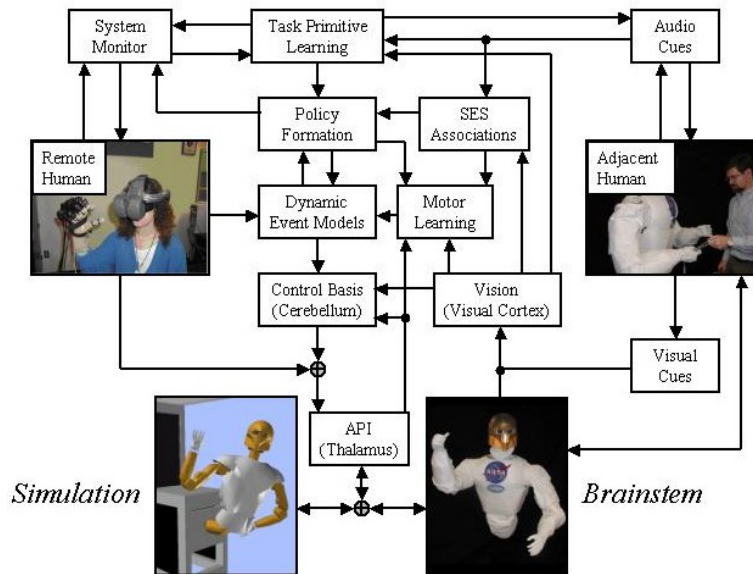 System
Monitor
Task Primitive
Learning
Audio
Cues
Policy
Formation
SES
Associations
Remote
Human
Adjacent
Human
Dynamic
Event Models
Motor
Learning
Control Basis
(Cerebellum)
Vision
(Visual Cortex)
Visual
Cues
API
(Thalamus)
NASA
Simulation
Brainstem